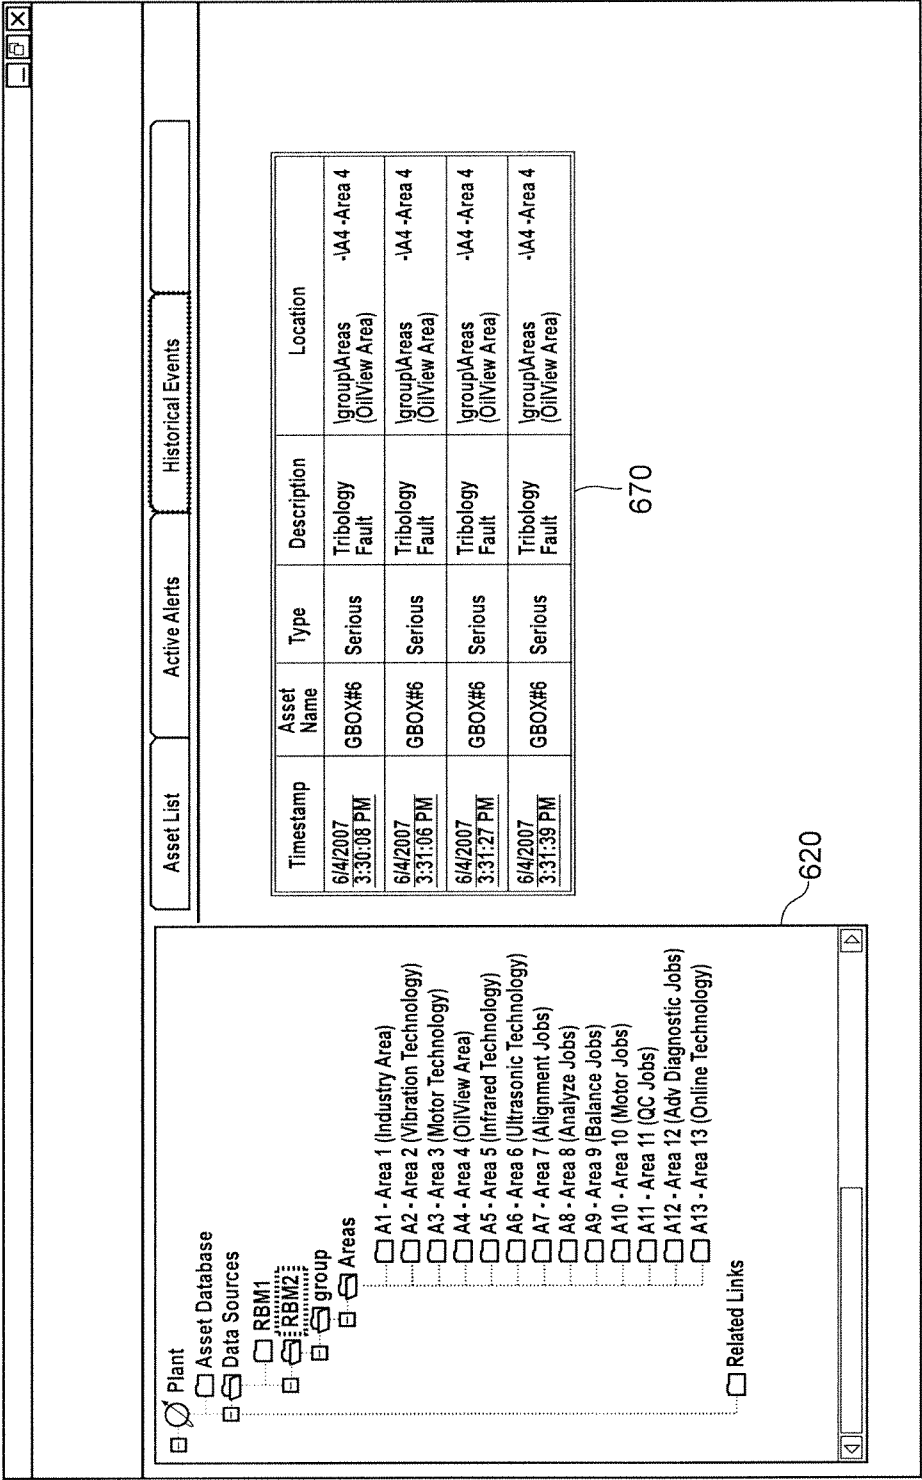 Asset List
Active Alerts
Historical Events
Plant
Asset Database
Data Sources
RBM1
RBM2
group
Areas
A1 - Area 1 (Industry Area)
A2 - Area 2 (Vibration Technology)
A3 - Area 3 (Motor Technology)
A4 - Area 4 (OilView Area)
A5 - Area 5 (Infrared Technology)
A6 - Area 6 (Ultrasonic Technology)
A7 - Area 7 (Alignment Jobs)
A8 - Area 8 (Analyze Jobs)
A9 - Area 9 (Balance Jobs)
A10 - Area 10 (Motor Jobs)
A11 - Area 11 (QC Jobs)
A12 - Area 12 (Adv Diagnostic Jobs)
A13 - Area 13 (Online Technology)
Related Links
620
Timestamp Asset Name Type Description Location
6/4/2007 3:30:08 PM GBOX#6 Serious Tribology Fault \group\Areas -\A4 -Area 4 (OilView Area)
6/4/2007 3:31:06 PM GBOX#6 Serious Tribology Fault \group\Areas -\A4 -Area 4 (OilView Area)
6/4/2007 3:31:27 PM GBOX#6 Serious Tribology Fault \group\Areas -\A4 -Area 4 (OilView Area)
6/4/2007 3:31:39 PM GBOX#6 Serious Tribology Fault \group\Areas -\A4 -Area 4 (OilView Area)
670